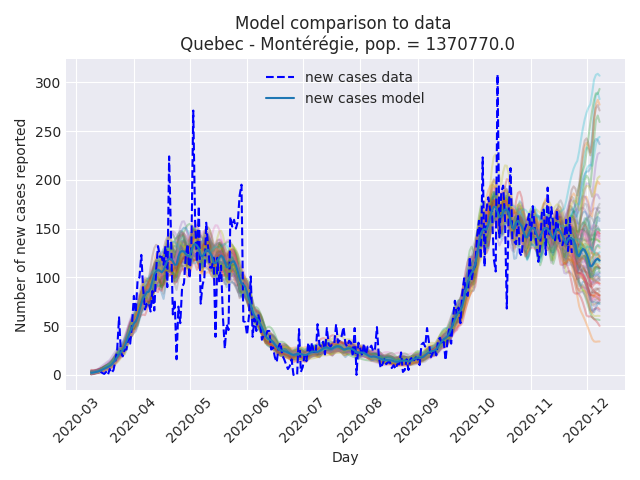 Model comparison to data
Quebec - Montérégie, pop. = 1370770.0
new cases data
new cases model
Number of new cases reported
300
250
200
150
100
50
0
2020-03
2020-04
2020-05
2020-06
2020-07
2020-08
2020-09
2020-10
2020-11
2020-12
Day